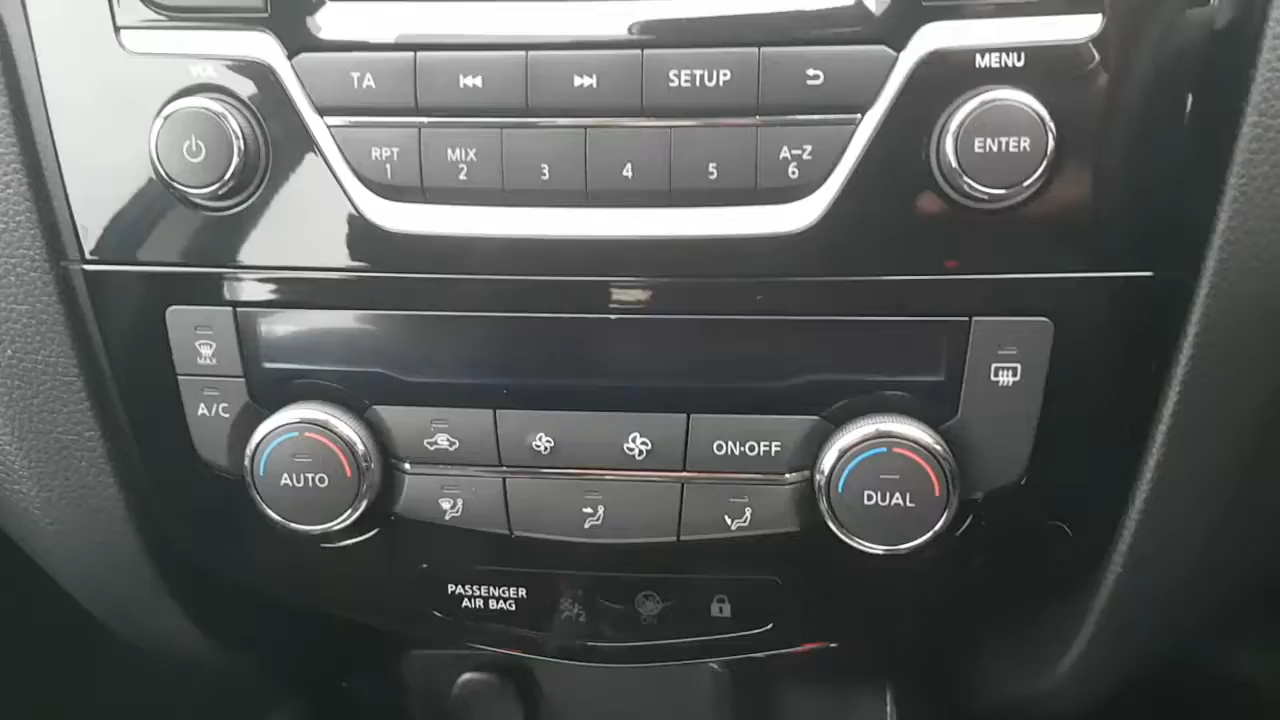 VOL
MENU
TA
SETUP
ENTER
RPT
1
MIX
2
3
4
5
A-Z
6
MAX
A/C
AUTO
ON·OFF
DUAL
PASSENGER
AIR BAG
ON